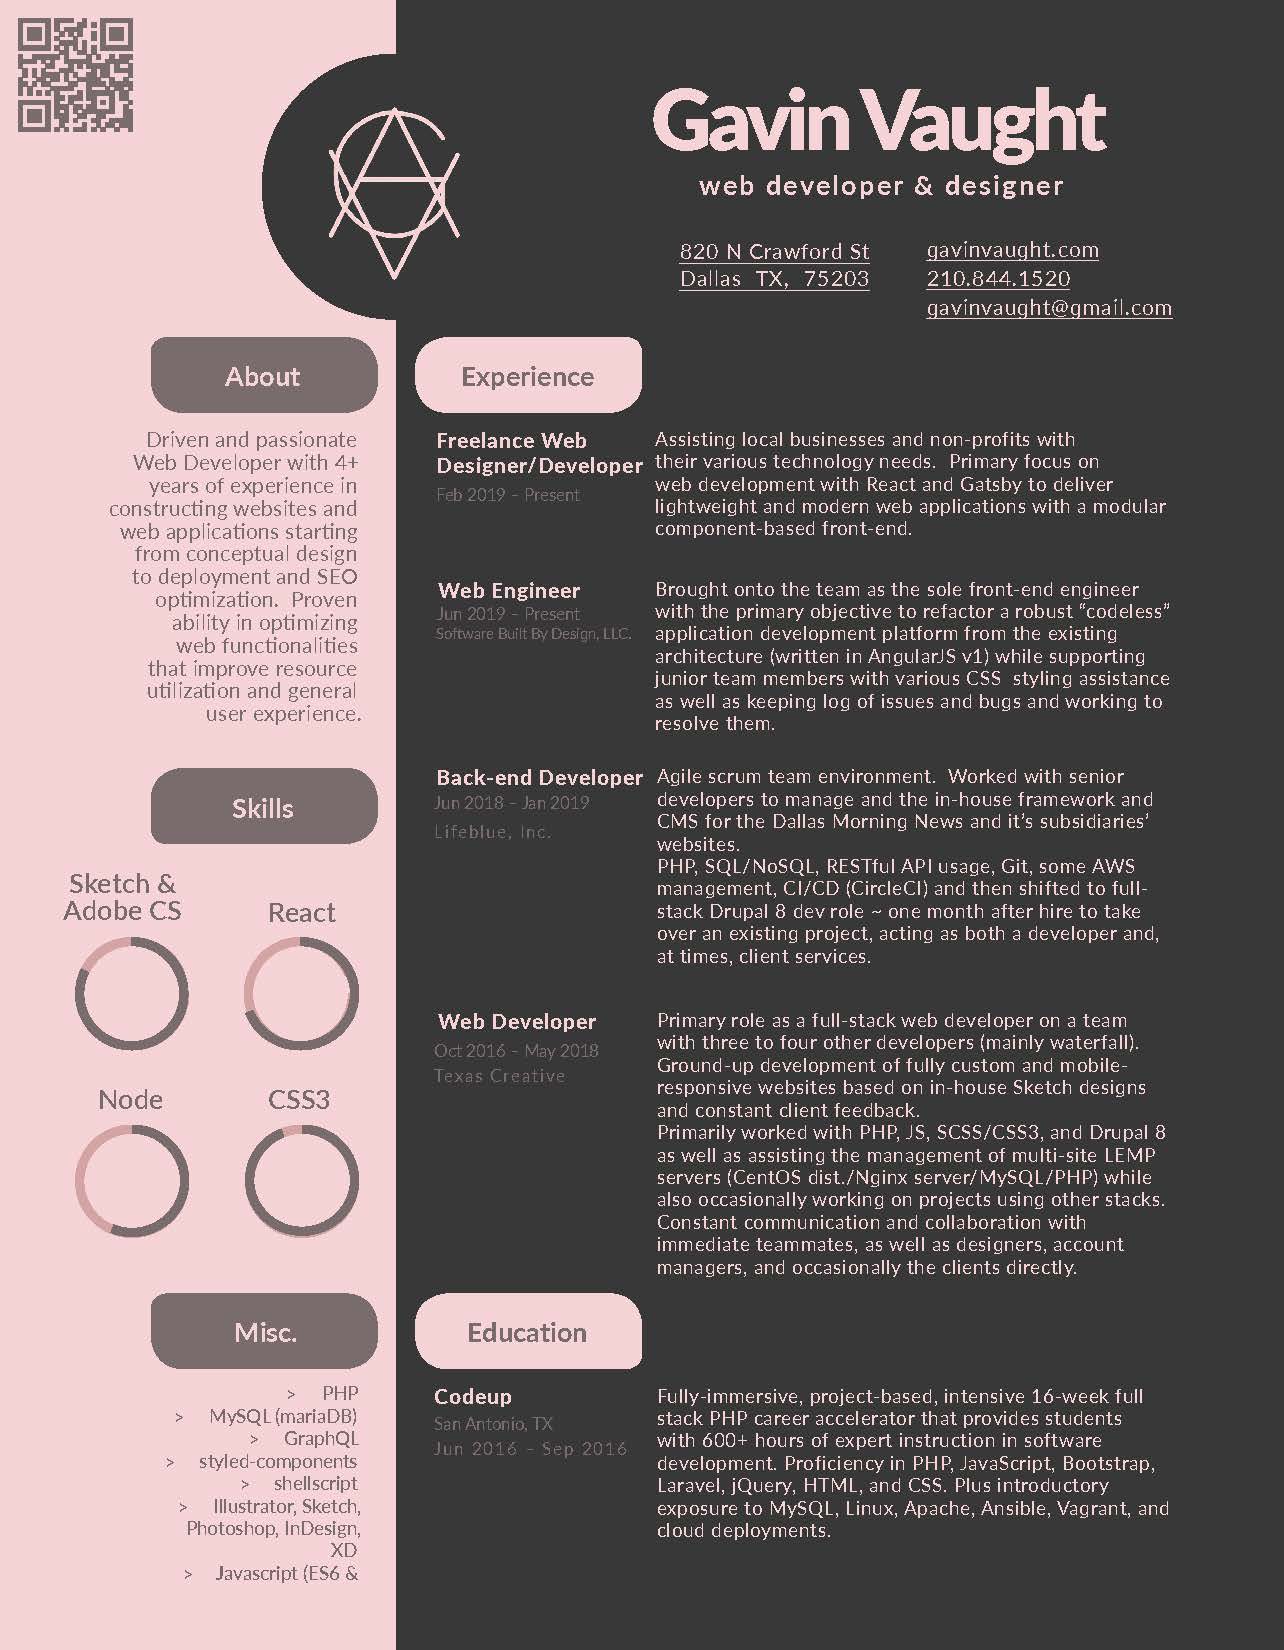 Gavin Vaught
web developer & designer
820 N Crawford St
Dallas TX, 75203
gavinvaught.com
210.844.1520
gavinvaught@gmail.com
About
Driven and passionate
Web Developer with 4+
years of experience in
constructing websites and
web applications starting
from conceptual design
to deployment and SEO
optimization. Proven
ability in optimizing
web functionalities
that improve resource
utilization and general
user experience.
Skills
Sketch &
Adobe CS
React
Node
CSS3
Misc.
> PHP
> MySQL (mariaDB)
> GraphQL
> styled-components
> shellscript
> Illustrator, Sketch,
Photoshop, InDesign,
XD
> Javascript (ES6 &
Experience
Freelance Web
Designer/Developer
Feb 2019 – Present
Assisting local businesses and non-profits with
their various technology needs. Primary focus on
web development with React and Gatsby to deliver
lightweight and modern web applications with a modular
component-based front-end.
Web Engineer
Jun 2019 – Present
Software Built By Design, LLC.
Brought onto the team as the sole front-end engineer
with the primary objective to refactor a robust “codeless”
application development platform from the existing
architecture (written in AngularJS v1) while supporting
junior team members with various CSS styling assistance
as well as keeping log of issues and bugs and working to
resolve them.
Back-end Developer
Jun 2018 – Jan 2019
Lifeblue, Inc.
Agile scrum team environment. Worked with senior
developers to manage and the in-house framework and
CMS for the Dallas Morning News and it’s subsidiaries’
websites.
PHP, SQL/NoSQL, RESTful API usage, Git, some AWS
management, CI/CD (CircleCI) and then shifted to full-
stack Drupal 8 dev role ~ one month after hire to take
over an existing project, acting as both a developer and,
at times, client services.
Web Developer
Oct 2016 – May 2018
Texas Creative
Primary role as a full-stack web developer on a team
with three to four other developers (mainly waterfall).
Ground-up development of fully custom and mobile-
responsive websites based on in-house Sketch designs
and constant client feedback.
Primarily worked with PHP, JS, SCSS/CSS3, and Drupal 8
as well as assisting the management of multi-site LEMP
servers (CentOS dist./Nginx server/MySQL/PHP) while
also occasionally working on projects using other stacks.
Constant communication and collaboration with
immediate teammates, as well as designers, account
managers, and occasionally the clients directly.
Education
Codeup
San Antonio, TX
Jun 2016 – Sep 2016
Fully-immersive, project-based, intensive 16-week full
stack PHP career accelerator that provides students
with 600+ hours of expert instruction in software
development. Proficiency in PHP, JavaScript, Bootstrap,
Laravel, jQuery, HTML, and CSS. Plus introductory
exposure to MySQL, Linux, Apache, Ansible, Vagrant, and
cloud deployments.